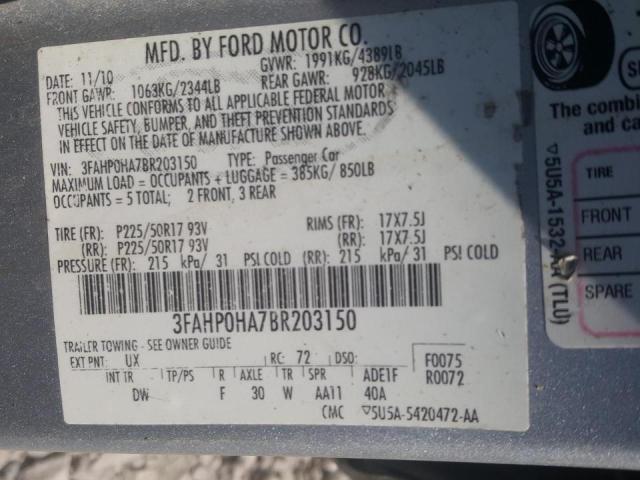 MFD. BY FORD MOTOR CO.
DATE: 11/10 GVWR: 1991KG/4389LB
FRONT GAWR: 1063KG/2344LB REAR GAWR: 928KG/2045LB
THIS VEHICLE CONFORMS TO ALL APPLICABLE FEDERAL MOTOR
VEHICLE SAFETY, BUMPER, AND THEFT PREVENTION STANDARDS
IN EFFECT ON THE DATE OF MANUFACTURE SHOWN ABOVE.
VIN: 3FAHP0HA7BR203150 TYPE: Passenger Car
MAXIMUM LOAD = OCCUPANTS + LUGGAGE = 385KG/850LB
OCCUPANTS = 5 TOTAL; 2 FRONT, 3 REAR
TIRE (FR): P225/50R17 93V RIMS (FR): 17X7.5J
(RR): P225/50R17 93V (RR): 17X7.5J
PRESSURE (FR): 215 kPa/ 31 PSI COLD (RR): 215 kPa/ 31 PSI COLD
3FAHP0HA7BR203150
TRAILER TOWING - SEE OWNER GUIDE
EXT PNT: UX RC: 72 DSO: F0075
R0072
INT TR TP/PS R AXLE TR SPR ADE1F
DW F 30 W AA11 40A
CMC ▽5U5A-5420472-AA
The combin
and ca
TIRE
FRONT
REAR
SPARE
(TLU)